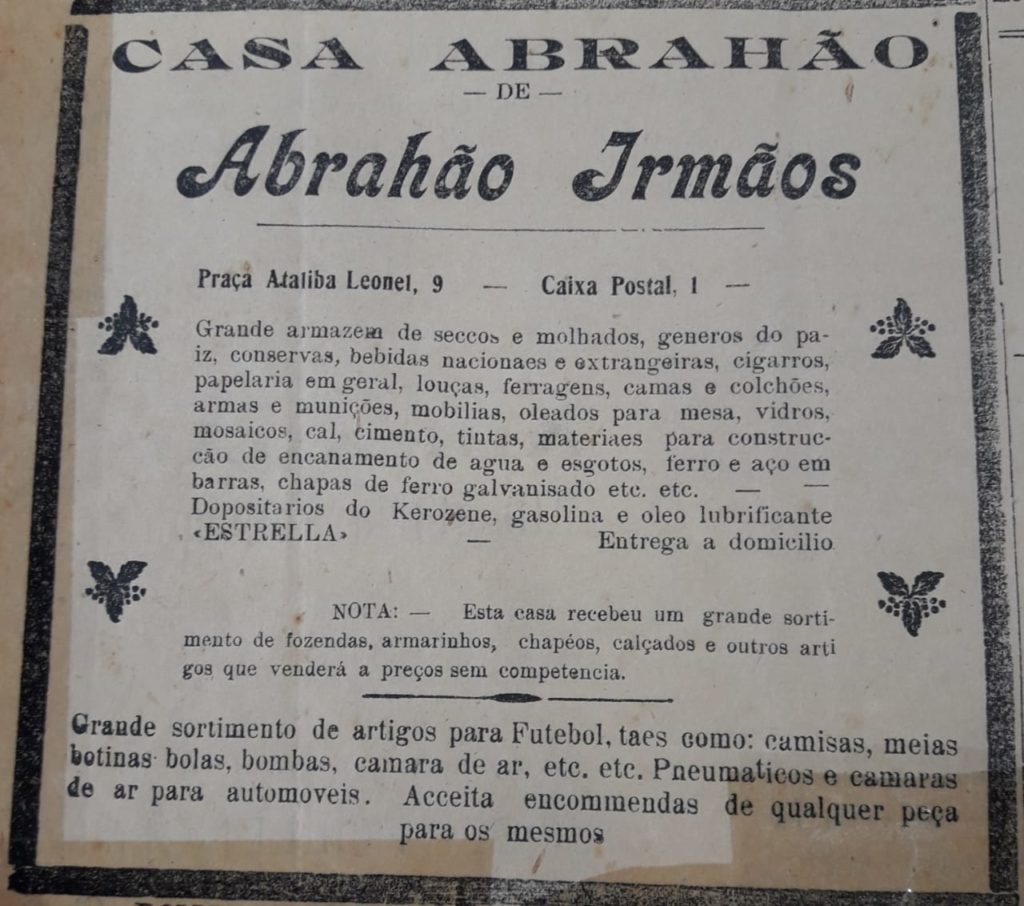 CASA ABRAHÃO
— DE —
Abrahão Irmãos
Praça Ataliba Leonel, 9 — Caixa Postal, 1 —
Grande armazem de seccos e molhados, generos do pa-
iz, conservas, bebidas nacionaes e extrangeiras, cigarros,
papelaria em geral, louças, ferragens, camas e colchões,
armas e munições, mobilias, oleados para mesa, vidros,
mosaicos, cal, cimento, tintas, materiaes para construc-
cão de encanamento de agua e esgotos, ferro e aço em
barras, chapas de ferro galvanisado etc. etc. — —
Dopositarios do Kerozene, gasolina e oleo lubrificante
«ESTRELLA» — Entrega a domicilio
NOTA: — Esta casa recebeu um grande sorti-
mento de fozendas, armarinhos, chapéos, calçados e outros arti
gos que venderá a preços sem competencia.
Grande sortimento de artigos para Futebol, taes como: camisas, meias
botinas bolas, bombas, camara de ar, etc. etc. Pneumaticos e camaras
de ar para automoveis. Acceita encommendas de qualquer peça
para os mesmos